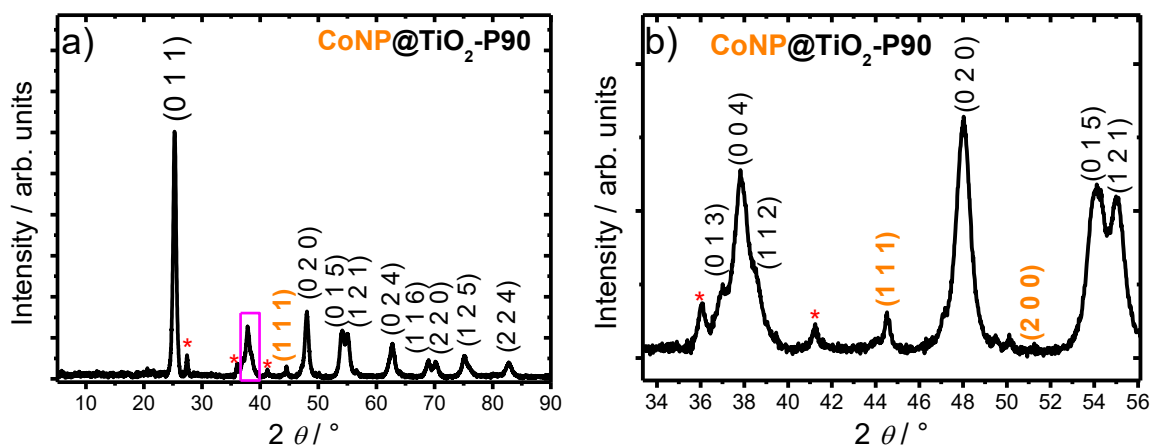 a)
CoNP@TiO₂-P90
Intensity / arb. units
(0 1 1)
*
*
*
(1 1 1)
(0 2 0)
(0 1 5)
(1 2 1)
(0 2 4)
(1 1 6)
(2 2 0)
(1 2 5)
(2 2 4)
10 20 30 40 50 60 70 80 90
2 θ / °
b)
CoNP@TiO₂-P90
Intensity / arb. units
*
(0 1 3)
(0 0 4)
(1 1 2)
*
(1 1 1)
(0 2 0)
(2 0 0)
(0 1 5)
(1 2 1)
34 36 38 40 42 44 46 48 50 52 54 56
2 θ / °